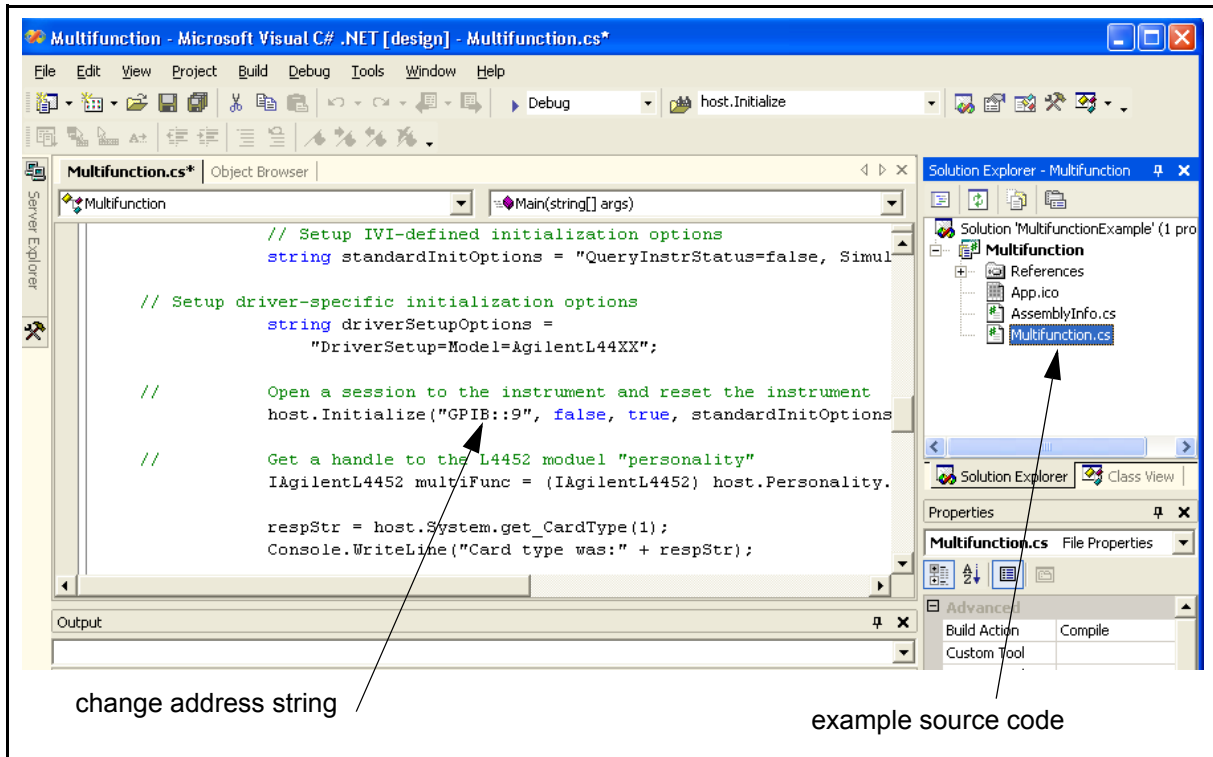 Multifunction - Microsoft Visual C# .NET [design] - Multifunction.cs*
File Edit View Project Build Debug Tools Window Help
Debug host.Initialize
Multifunction.cs* Object Browser
Server Explorer
Multifunction Main(string[] args)
// Setup IVI-defined initialization options
string standardInitOptions = "QueryInstrStatus=false, Simul
// Setup driver-specific initialization options
string driverSetupOptions =
"DriverSetup=Model=AgilentL44XX";
// Open a session to the instrument and reset the instrument
host.Initialize("GPIB::9", false, true, standardInitOptions
// Get a handle to the L4452 moduel "personality"
IAgilentL4452 multiFunc = (IAgilentL4452) host.Personality.
respStr = host.System.get_CardType(1);
Console.WriteLine("Card type was:" + respStr);
Output
Solution Explorer - Multifunction
Solution 'MultifunctionExample' (1 pro
Multifunction
References
App.ico
AssemblyInfo.cs
Multifunction.cs
Solution Explorer Class View
Properties
Multifunction.cs File Properties
Advanced
Build Action Compile
Custom Tool
change address string
example source code